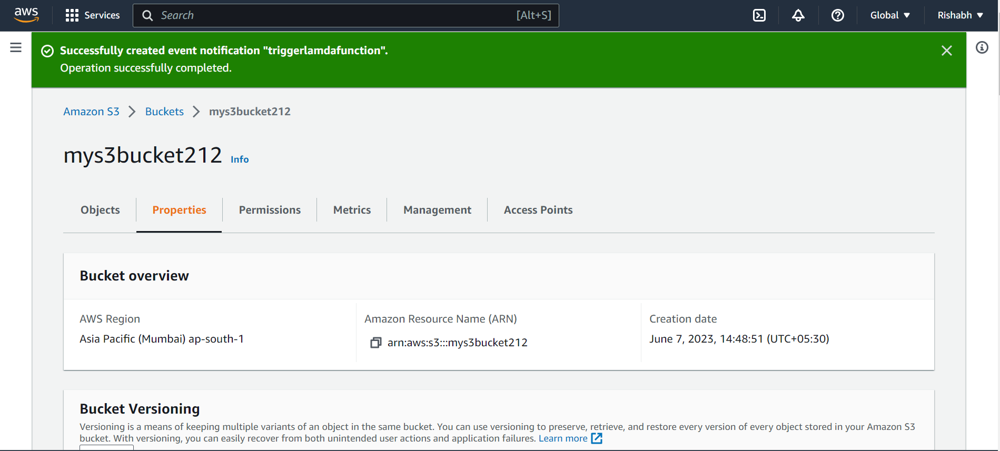 aws Services Search [Alt+S] Global Rishabh
Successfully created event notification "triggerlamdafunction".
Operation successfully completed.
Amazon S3 Buckets mys3bucket212
mys3bucket212 Info
Objects Properties Permissions Metrics Management Access Points
Bucket overview
AWS Region Amazon Resource Name (ARN) Creation date
Asia Pacific (Mumbai) ap-south-1 arn:aws:s3:::mys3bucket212 June 7, 2023, 14:48:51 (UTC+05:30)
Bucket Versioning
Versioning is a means of keeping multiple variants of an object in the same bucket. You can use versioning to preserve, retrieve, and restore every version of every object stored in your Amazon S3
bucket. With versioning, you can easily recover from both unintended user actions and application failures. Learn more